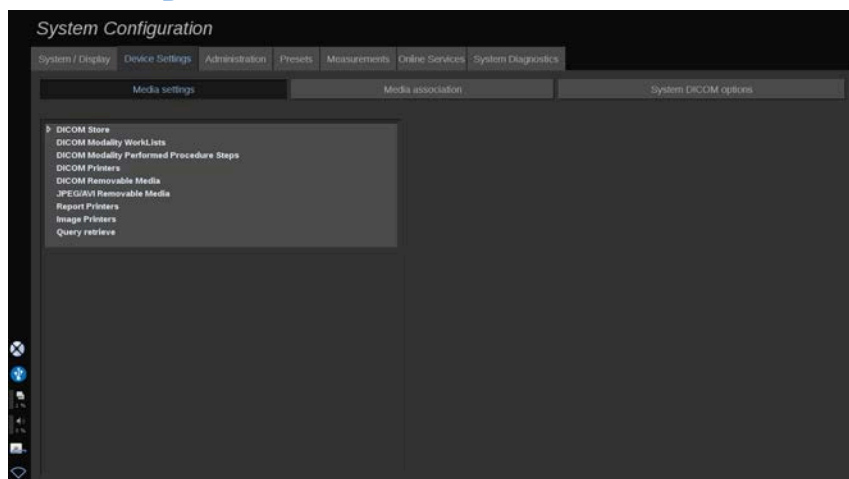 System Configuration
System / Display Device Settings Administration Presets Measurements Online Services System Diagnostics
Media settings Media association System DICOM options
DICOM Store
DICOM Modality WorkLists
DICOM Modality Performed Procedure Steps
DICOM Printers
DICOM Removable Media
JPEG/AVI Removable Media
Report Printers
Image Printers
Query retrieve